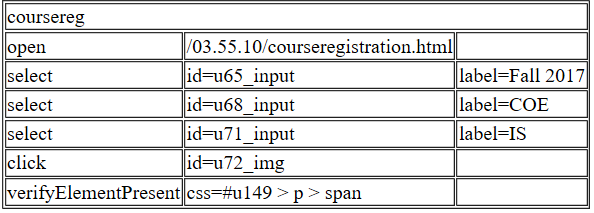 coursereg
open /03.55.10/courseregistration.html
select id=u65_input label=Fall 2017
select id=u68_input label=COE
select id=u71_input label=IS
click id=u72_img
verifyElementPresent css=#u149 > p > span